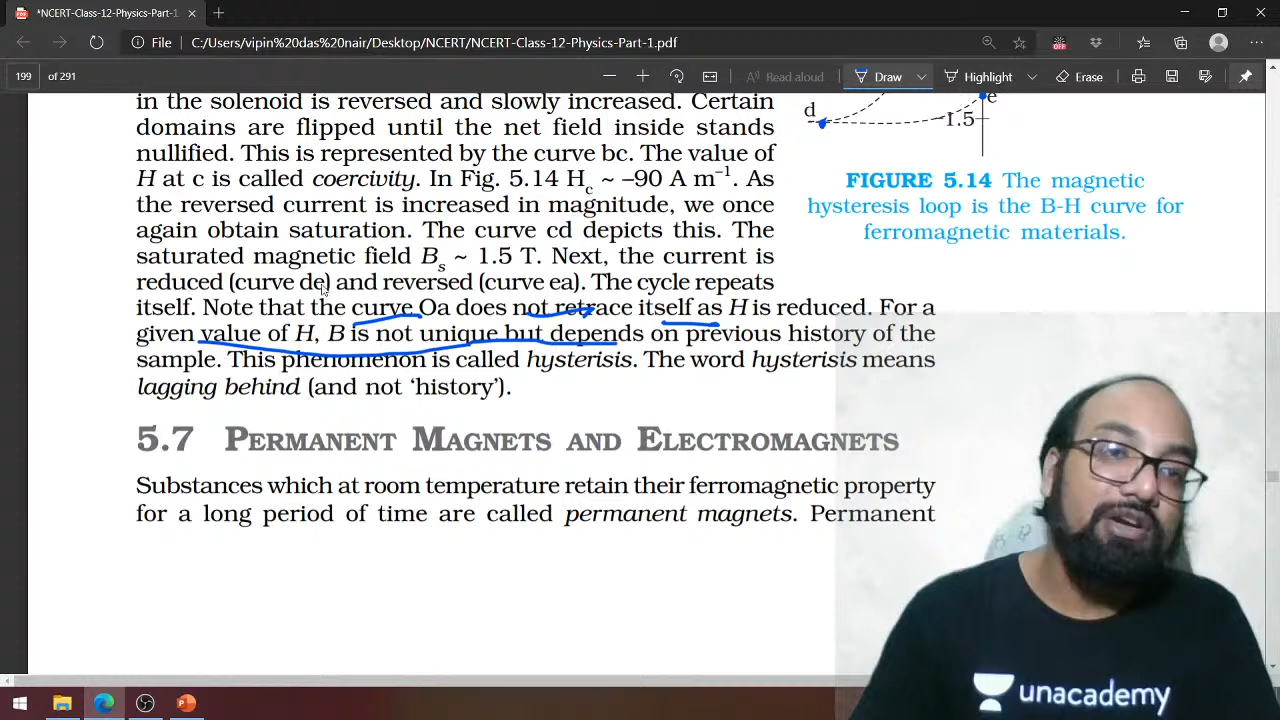 *NCERT-Class-12-Physics-Part-1.
File
C:/Users/vipin%20das%20nair/Desktop/NCERT/NCERT-Class-12-Physics-Part-1.pdf
OFF
199 of 291
Read aloud
Draw
Highlight
Erase
in the solenoid is reversed and slowly increased. Certain
domains are flipped until the net field inside stands
nullified. This is represented by the curve bc. The value of
H at c is called coercivity. In Fig. 5.14 Hc ~ –90 A m–1. As
the reversed current is increased in magnitude, we once
again obtain saturation. The curve cd depicts this. The
saturated magnetic field Bs ~ 1.5 T. Next, the current is
reduced (curve de) and reversed (curve ea). The cycle repeats
itself. Note that the curve Oa does not retrace itself as H is reduced. For a
given value of H, B is not unique but depends on previous history of the
sample. This phenomenon is called hysterisis. The word hysterisis means
lagging behind (and not ‘history’).
d
e
–1.5
FIGURE 5.14 The magnetic
hysteresis loop is the B-H curve for
ferromagnetic materials.
5.7 PERMANENT MAGNETS AND ELECTROMAGNETS
Substances which at room temperature retain their ferromagnetic property
for a long period of time are called permanent magnets. Permanent
unacademy